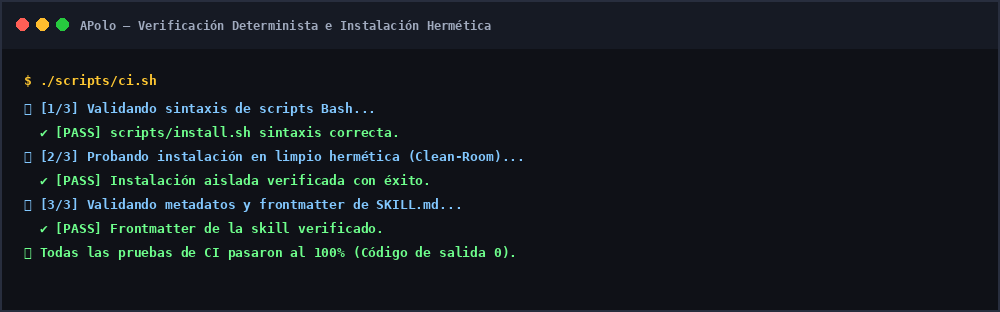 APolo — Verificación Determinista e Instalación Hermética
$ ./scripts/ci.sh
[1/3] Validando sintaxis de scripts Bash...
✔ [PASS] scripts/install.sh sintaxis correcta.
[2/3] Probando instalación en limpio hermética (Clean-Room)...
✔ [PASS] Instalación aislada verificada con éxito.
[3/3] Validando metadatos y frontmatter de SKILL.md...
✔ [PASS] Frontmatter de la skill verificado.
Todas las pruebas de CI pasaron al 100% (Código de salida 0).